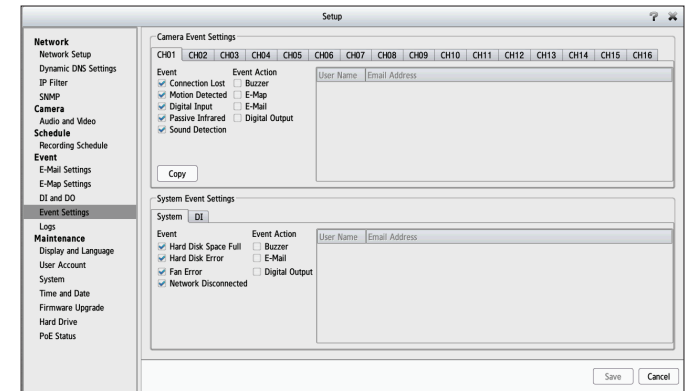 Setup
?
Network
Network Setup
Dynamic DNS Settings
IP Filter
SNMP
Camera
Audio and Video
Schedule
Recording Schedule
Event
E-Mail Settings
E-Map Settings
DI and DO
Event Settings
Logs
Maintenance
Display and Language
User Account
System
Time and Date
Firmware Upgrade
Hard Drive
PoE Status
Camera Event Settings
CH01 CH02 CH03 CH04 CH05 CH06 CH07 CH08 CH09 CH10 CH11 CH12 CH13 CH14 CH15 CH16
Event Event Action
Connection Lost Buzzer
Motion Detected E-Map
Digital Input E-Mail
Passive Infrared Digital Output
Sound Detection
User Name Email Address
Copy
System Event Settings
System DI
Event Event Action
Hard Disk Space Full Buzzer
Hard Disk Error E-Mail
Fan Error Digital Output
Network Disconnected
User Name Email Address
Save Cancel